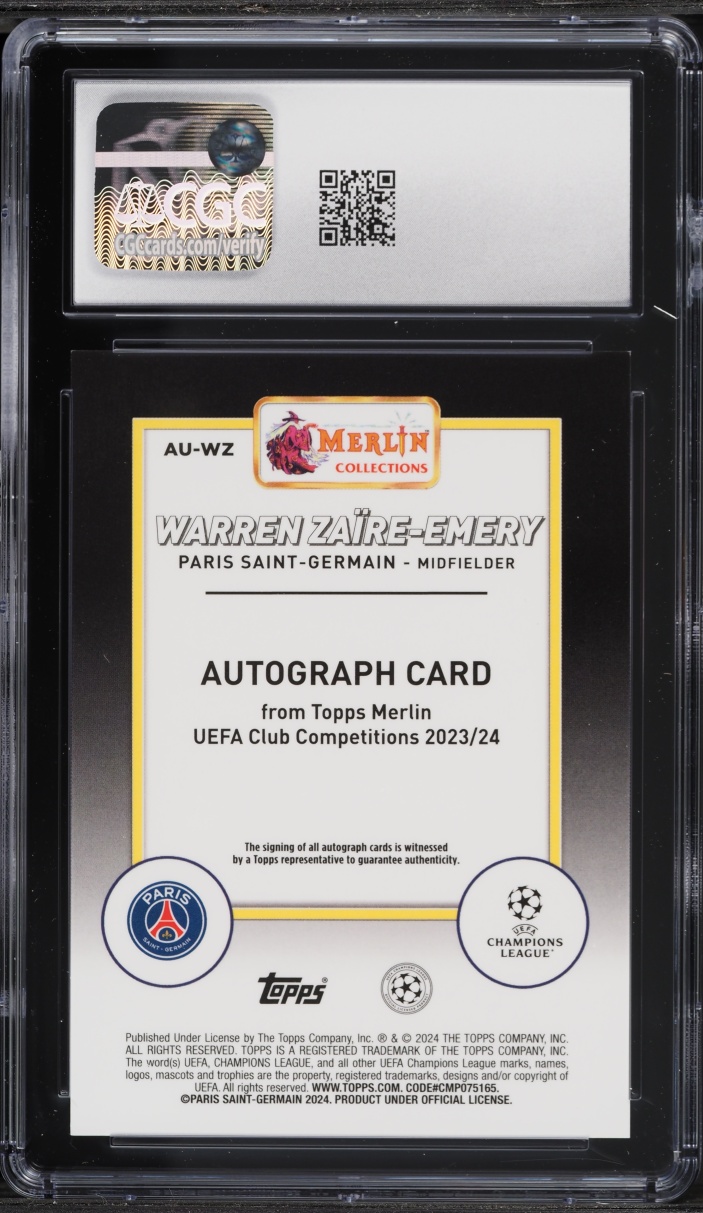 CGC
CGCcards.com/verify
AU-WZ
MERLIN
COLLECTIONS
WARREN ZAÏRE-EMERY
PARIS SAINT-GERMAIN - MIDFIELDER
AUTOGRAPH CARD
from Topps Merlin
UEFA Club Competitions 2023/24
The signing of all autograph cards is witnessed
by a Topps representative to guarantee authenticity.
PARIS
SAINT-GERMAIN
UEFA
CHAMPIONS
LEAGUE
Topps®
Published Under License by The Topps Company, Inc. ® & © 2024 THE TOPPS COMPANY, INC.
ALL RIGHTS RESERVED. TOPPS IS A REGISTERED TRADEMARK OF THE TOPPS COMPANY, INC.
The word(s) UEFA, CHAMPIONS LEAGUE, and all other UEFA Champions League marks, names,
logos, mascots and trophies are the property, registered trademarks, designs and/or copyright of
UEFA. All rights reserved. WWW.TOPPS.COM. CODE#CMP075165.
©PARIS SAINT-GERMAIN 2024. PRODUCT UNDER OFFICIAL LICENSE.